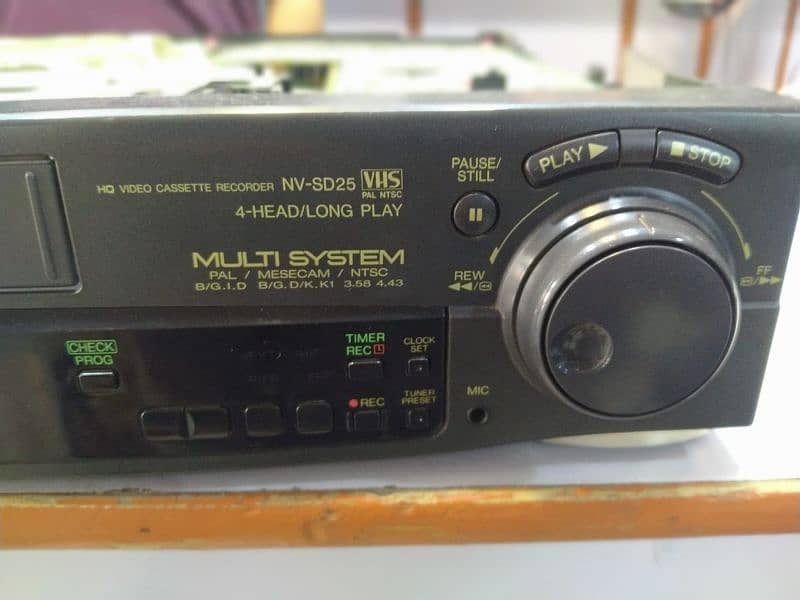 HQ VIDEO CASSETTE RECORDER NV-SD25 VHS
PAL NTSC
4-HEAD/LONG PLAY
MULTI SYSTEM
PAL / MESECAM / NTSC
B/G.I.D B/G.D/K.K1 3.58 4.43
PAUSE/
STILL
PLAY
STOP
REW
FF
CHECK
PROG
TIMER
REC
CLOCK
SET
REC
TUNER
PRESET
MIC